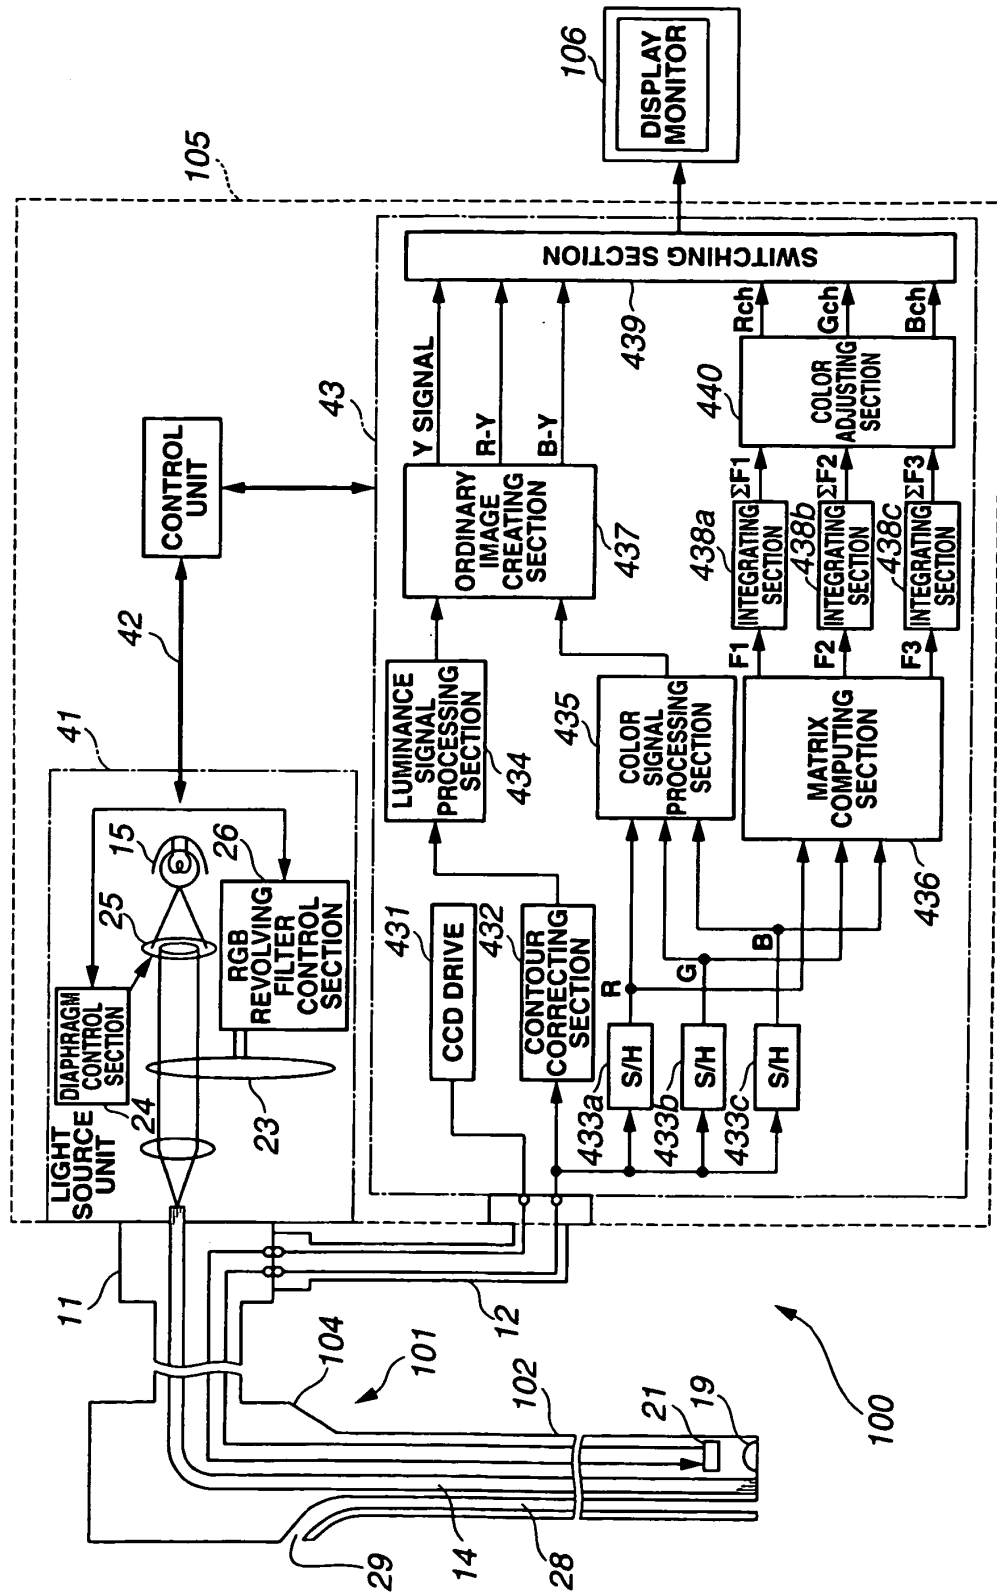 105
106
DISPLAY
MONITOR
41
42
CONTROL
UNIT
43
LIGHT
SOURCE
UNIT
DIAPHRAGM
CONTROL
SECTION
24
25
15
26
RGB
REVOLVING
FILTER
CONTROL
SECTION
23
11
12
104
101
102
100
29
14
28
21
19
431
CCD DRIVE
432
CONTOUR
CORRECTING
SECTION
LUMINANCE
SIGNAL
PROCESSING
SECTION
434
ORDINARY
IMAGE
CREATING
SECTION
437
Y SIGNAL
R-Y
B-Y
SWITCHING SECTION
439
433a
S/H
433b
S/H
433c
S/H
R
G
B
435
COLOR
SIGNAL
PROCESSING
SECTION
MATRIX
COMPUTING
SECTION
436
F1
F2
F3
438a
INTEGRATING
SECTION
438b
INTEGRATING
SECTION
438c
INTEGRATING
SECTION
ΣF1
ΣF2
ΣF3
440
COLOR
ADJUSTING
SECTION
Rch
Gch
Bch